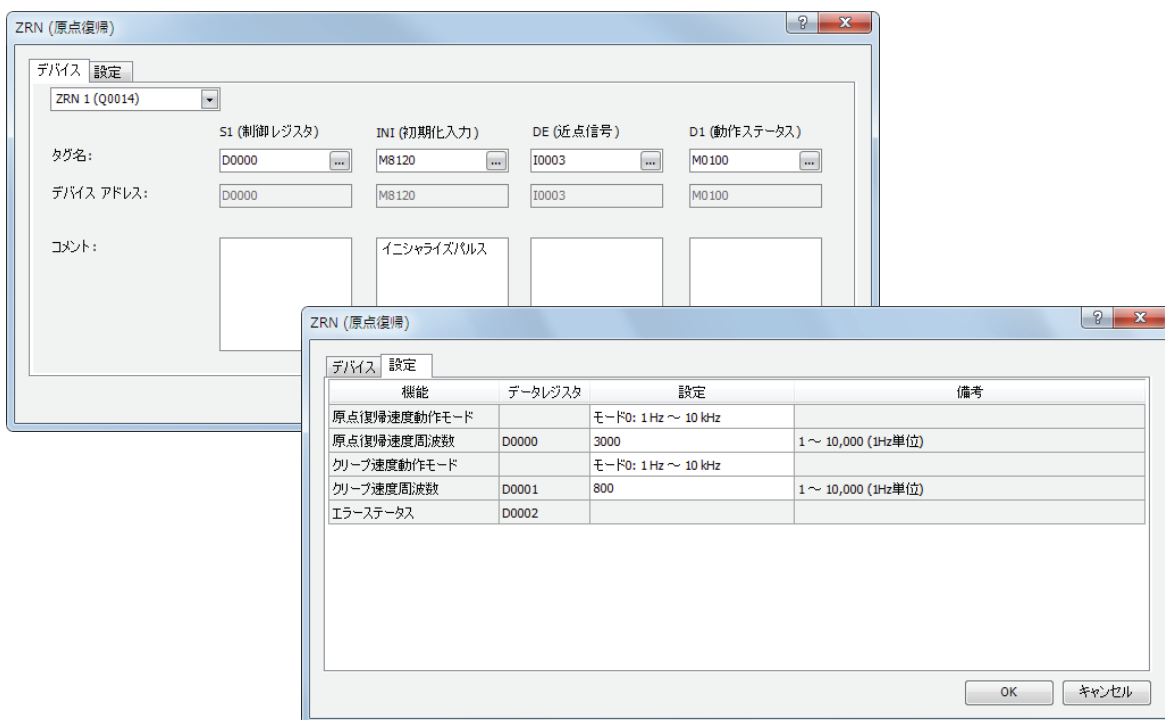 ZRN (原点復帰)
デバイス 設定
ZRN 1 (Q0014)
S1 (制御レジスタ) INI (初期化入力) DE (近点信号) D1 (動作ステータス)
タグ名: D0000 ... M8120 ... I0003 ... M0100 ...
デバイス アドレス: D0000 M8120 I0003 M0100
コメント: イニシャライズパルス
ZRN (原点復帰)
デバイス 設定
機能 データレジスタ 設定 備考
原点復帰速度動作モード モード0: 1 Hz ～ 10 kHz
原点復帰速度周波数 D0000 3000 1 ～ 10,000 (1Hz単位)
クリープ速度動作モード モード0: 1 Hz ～ 10 kHz
クリープ速度周波数 D0001 800 1 ～ 10,000 (1Hz単位)
エラーステータス D0002
OK キャンセル